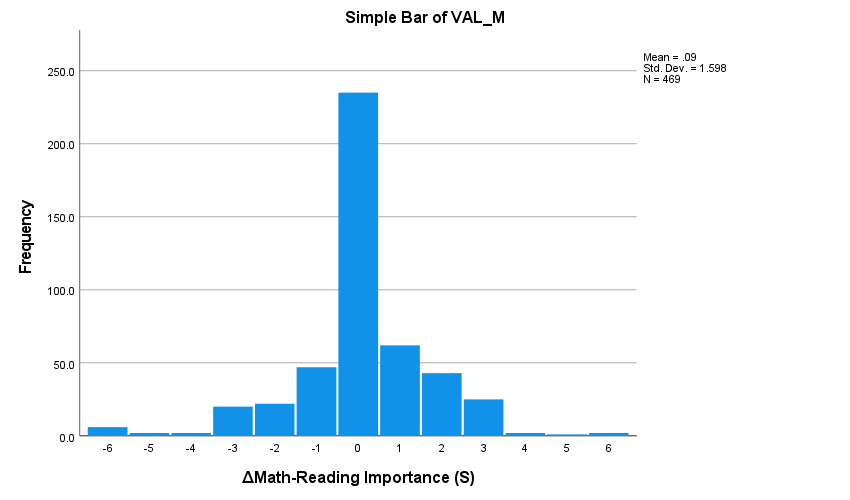 Simple Bar of VAL_M
Mean = .09
Std. Dev. = 1.598
N = 469
250.0
200.0
150.0
100.0
50.0
0.0
Frequency
-6 -5 -4 -3 -2 -1 0 1 2 3 4 5 6
ΔMath-Reading Importance (S)